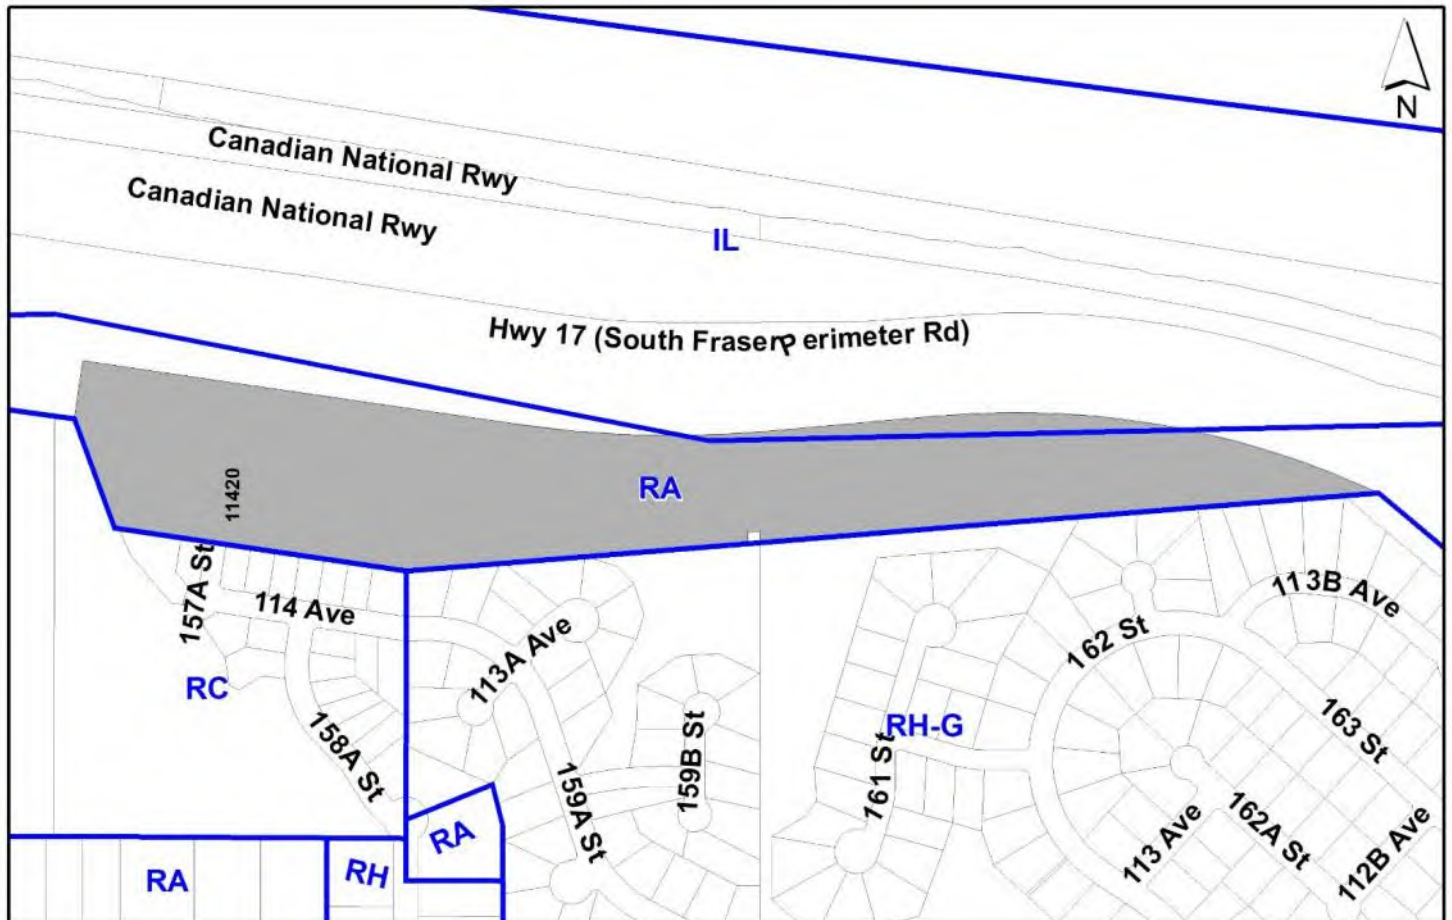 N
Canadian National Rwy
Canadian National Rwy
IL
Hwy 17 (South Fraser Perimeter Rd)
RA
11420
157A St
114 Ave
113A Ave
113B Ave
162 St
RC
158A St
159A St
159B St
161 St
RH-G
163 St
162A St
113 Ave
112B Ave
RA
RH
RA